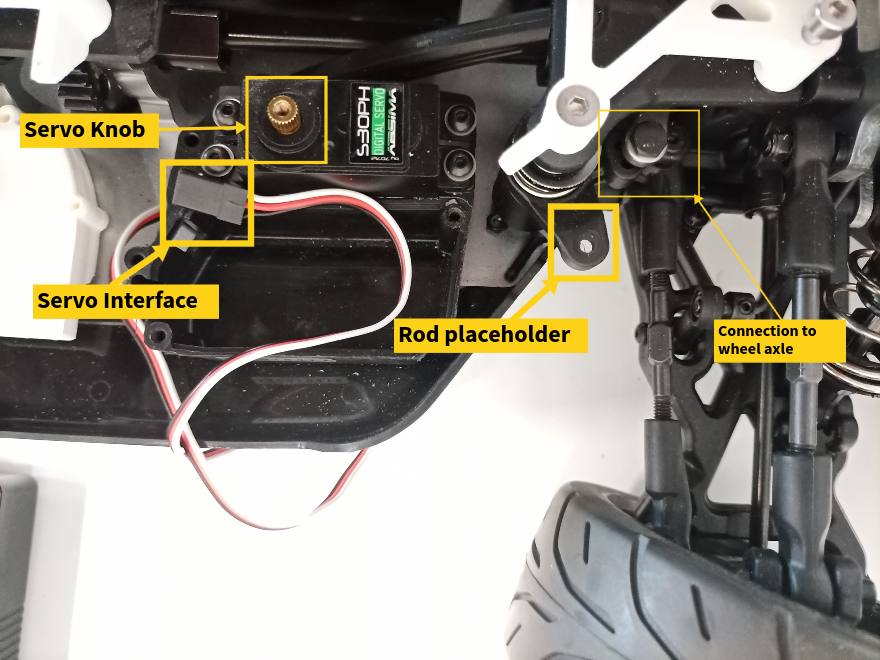 Servo Knob
S-30PH
DIGITAL SERVO
ABSIMA
Servo Interface
Rod placeholder
Connection to
wheel axle